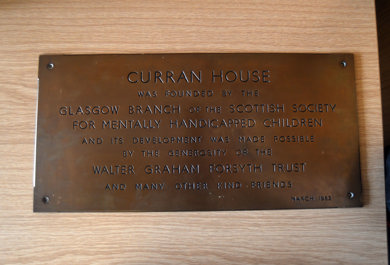 CURRAN HOUSE
WAS FOUNDED BY THE
GLASGOW BRANCH OF THE SCOTTISH SOCIETY
FOR MENTALLY HANDICAPPED CHILDREN
AND ITS DEVELOPMENT WAS MADE POSSIBLE
BY THE GENEROSITY OF THE
WALTER GRAHAM FORSYTH TRUST
AND MANY OTHER KIND FRIENDS
MARCH